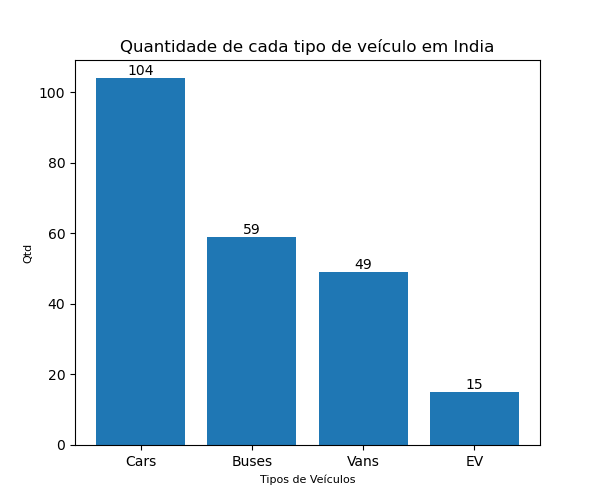 Quantidade de cada tipo de veículo em India
104
59
49
15
100
80
60
40
20
0
Qtd
Cars Buses Vans EV
Tipos de Veículos